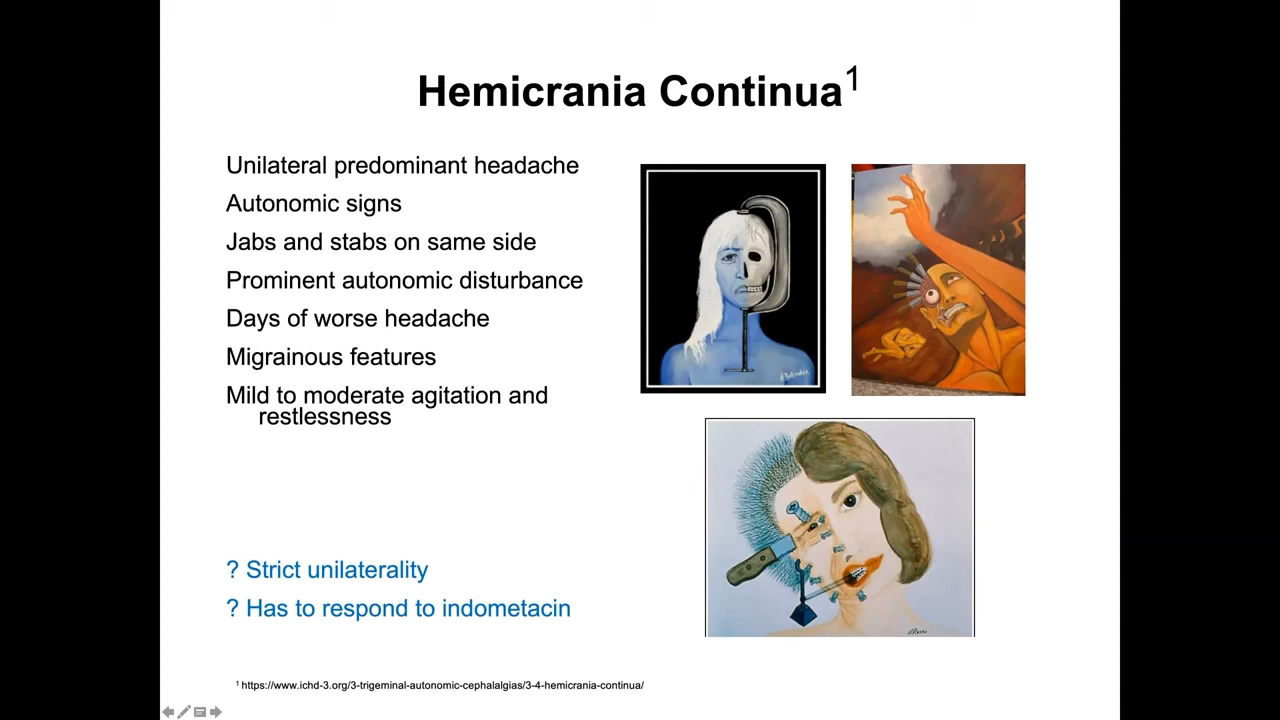 Hemicrania Continua1
Unilateral predominant headache
Autonomic signs
Jabs and stabs on same side
Prominent autonomic disturbance
Days of worse headache
Migrainous features
Mild to moderate agitation and
restlessness
? Strict unilaterality
? Has to respond to indometacin
1 https://www.ichd-3.org/3-trigeminal-autonomic-cephalalgias/3-4-hemicrania-continua/